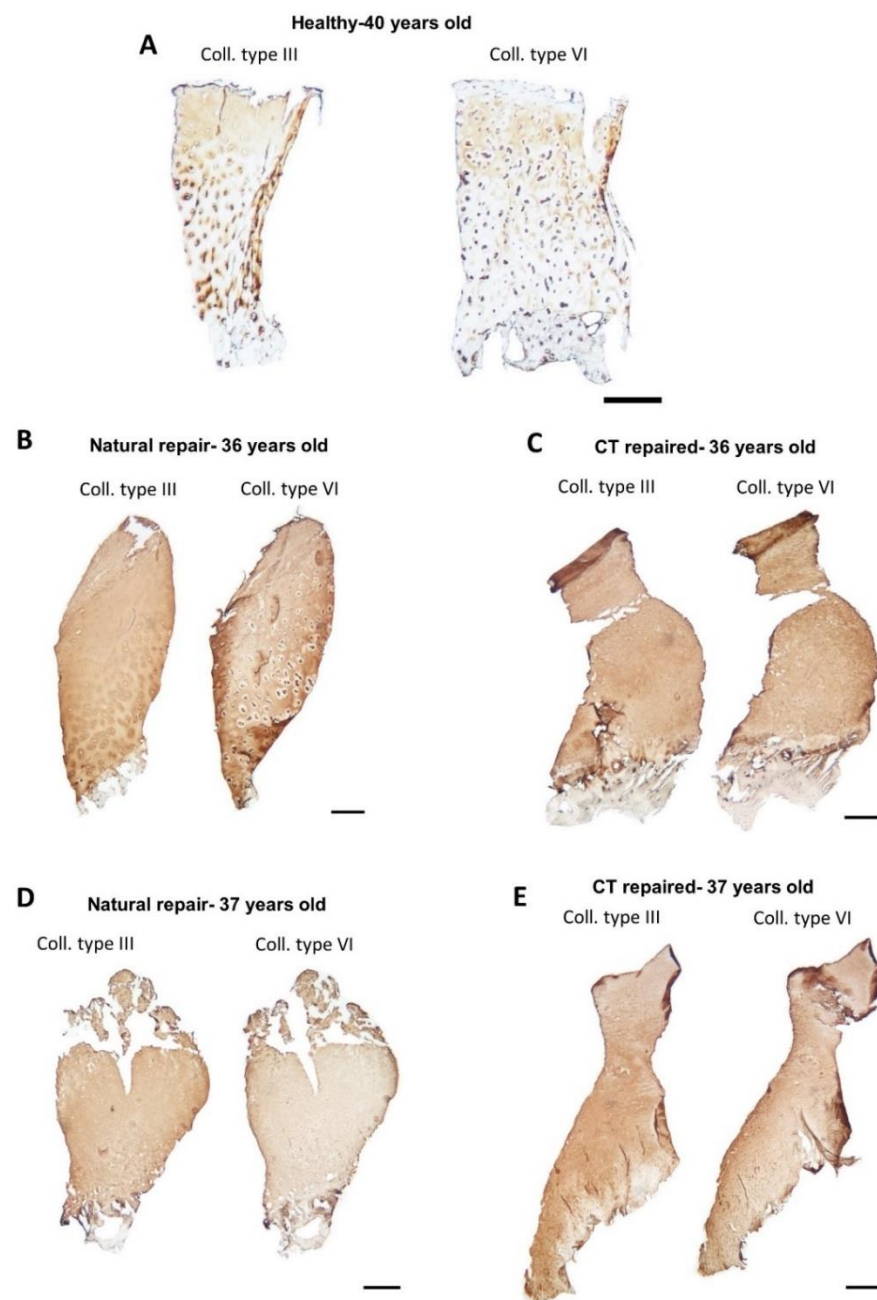 Healthy-40 years old
A
Coll. type III
Coll. type VI
B
Natural repair- 36 years old
Coll. type III
Coll. type VI
C
CT repaired- 36 years old
Coll. type III
Coll. type VI
D
Natural repair- 37 years old
Coll. type III
Coll. type VI
E
CT repaired- 37 years old
Coll. type III
Coll. type VI